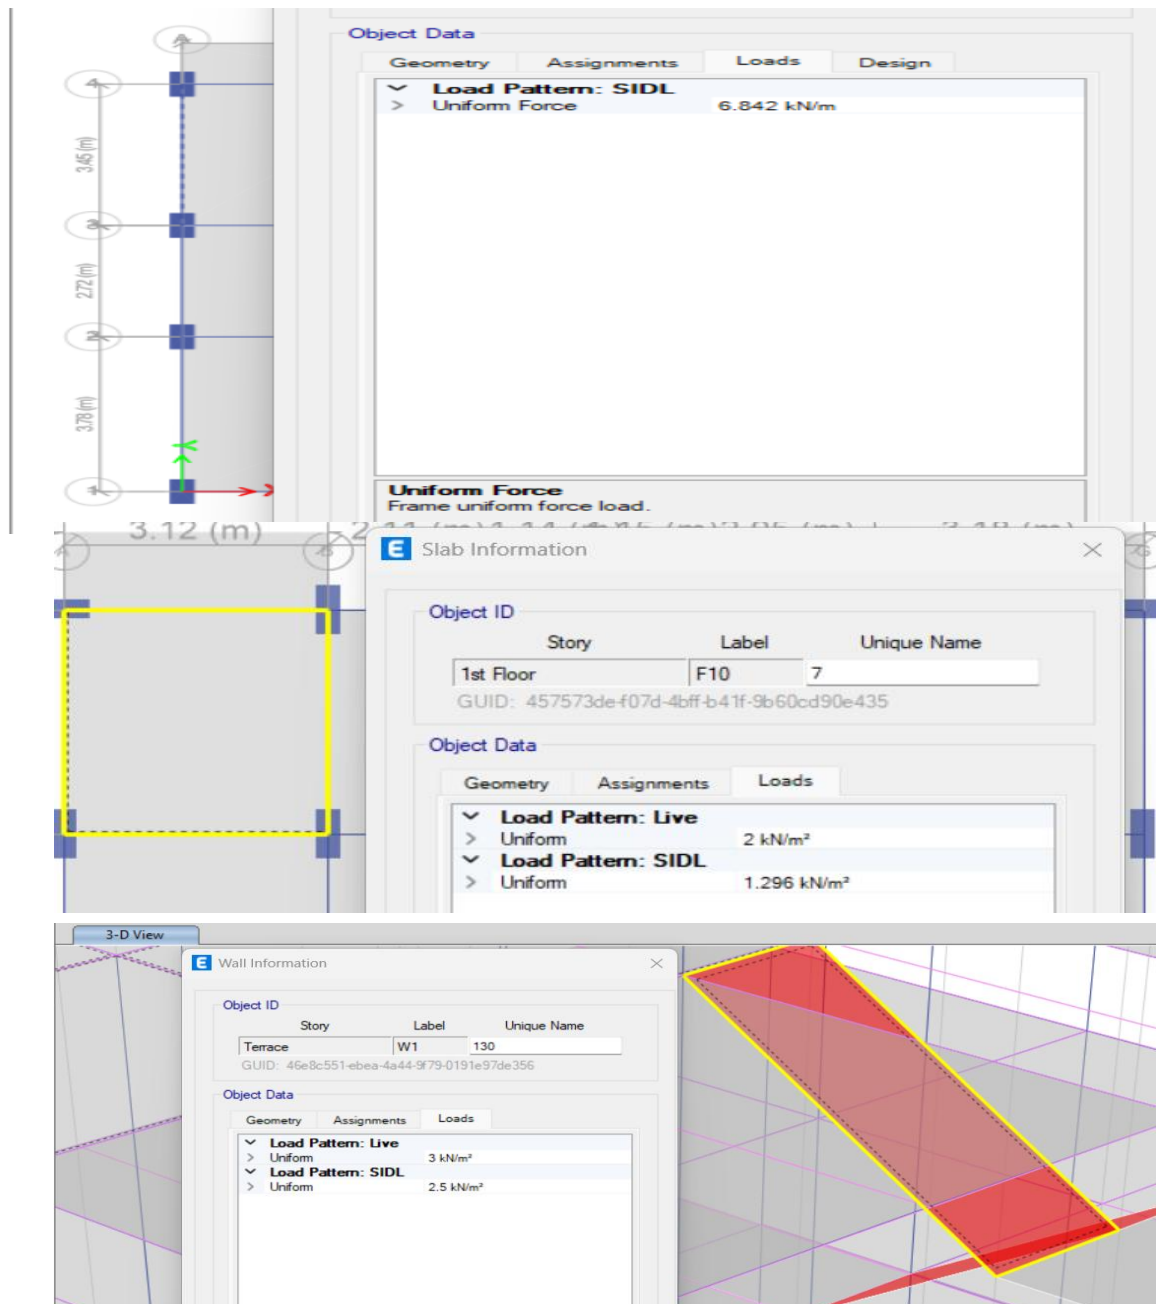 Object Data
Geometry Assignments Loads Design
Load Pattern: SIDL
Uniform Force 6.842 kN/m
A
4
3.45 (m)
3
2.72 (m)
2
3.78 (m)
1
Uniform Force
Frame uniform force load.
3.12 (m)
E Slab Information
Object ID
Story Label Unique Name
1st Floor F10 7
GUID: 457573de-f07d-4bff-b41f-9b60cd90e435
Object Data
Geometry Assignments Loads
Load Pattern: Live
Uniform 2 kN/m²
Load Pattern: SIDL
Uniform 1.296 kN/m²
3-D View
E Wall Information
Object ID
Story Label Unique Name
Terrace W1 130
GUID: 46e8c551-ebea-4a44-9f79-0191e97de356
Object Data
Geometry Assignments Loads
Load Pattern: Live
Uniform 3 kN/m²
Load Pattern: SIDL
Uniform 2.5 kN/m²